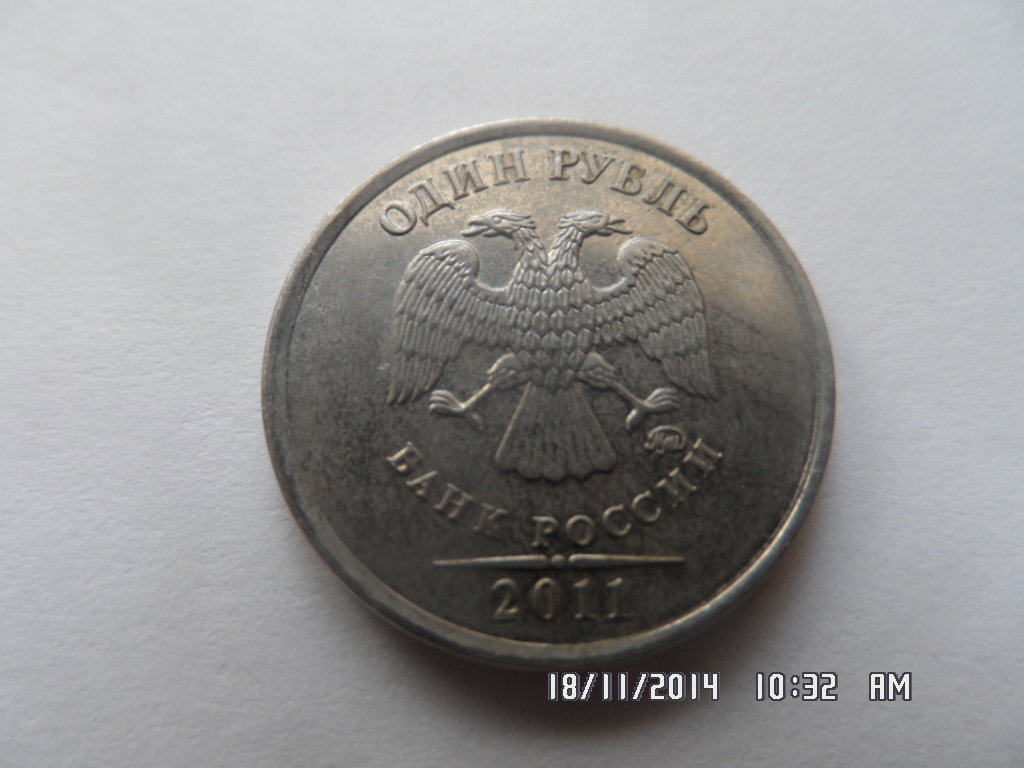 ОДИН РУБЛЬ
БАНК РОССИИ
2011
18/11/2014 10:32 AM